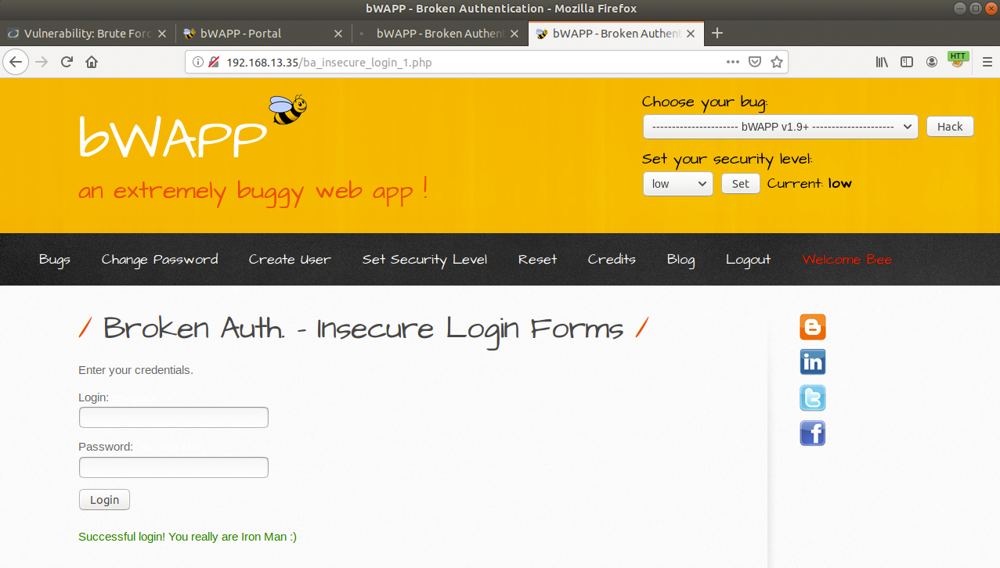 bWAPP - Broken Authentication - Mozilla Firefox
Vulnerability: Brute Forc
bWAPP - Portal
bWAPP - Broken Authent
bWAPP - Broken Authent
192.168.13.35/ba_insecure_login_1.php
HTT
bWAPP
an extremely buggy web app !
Choose your bug:
---------------------- bWAPP v1.9+ ---------------------
Hack
Set your security level:
low
Set
Current: low
Bugs
Change Password
Create User
Set Security Level
Reset
Credits
Blog
Logout
Welcome Bee
/ Broken Auth. - Insecure Login Forms /
Enter your credentials.
Login:
Password:
Login
Successful login! You really are Iron Man :)